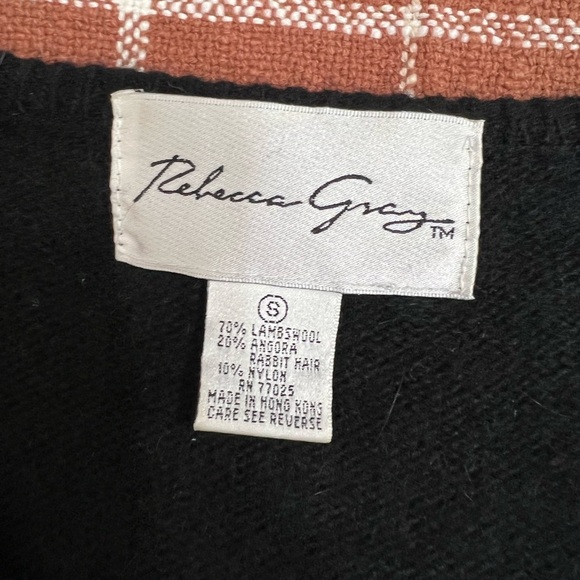 Rebecca Gray
TM
S
70% LAMBSWOOL
20% ANGORA
RABBIT HAIR
10% NYLON
RN 77025
MADE IN HONG KONG
CARE SEE REVERSE